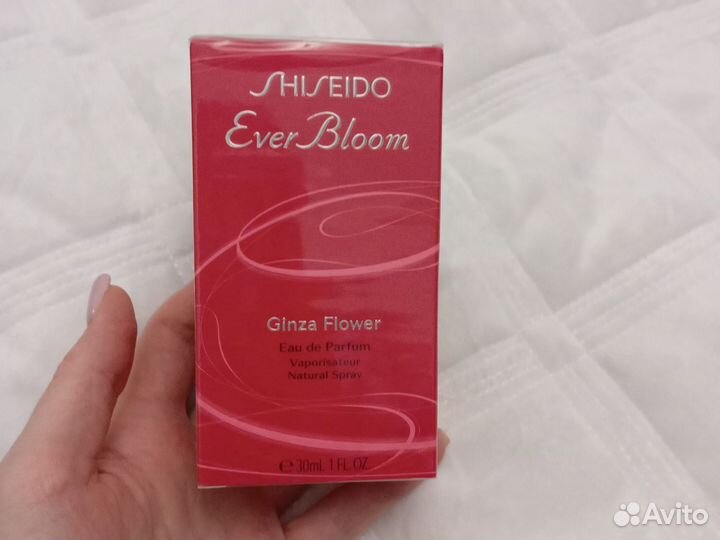 SHISEIDO
Ever Bloom
Ginza Flower
Eau de Parfum
Vaporisateur
Natural Spray
℮ 30mL 1 FL. OZ.
Avito